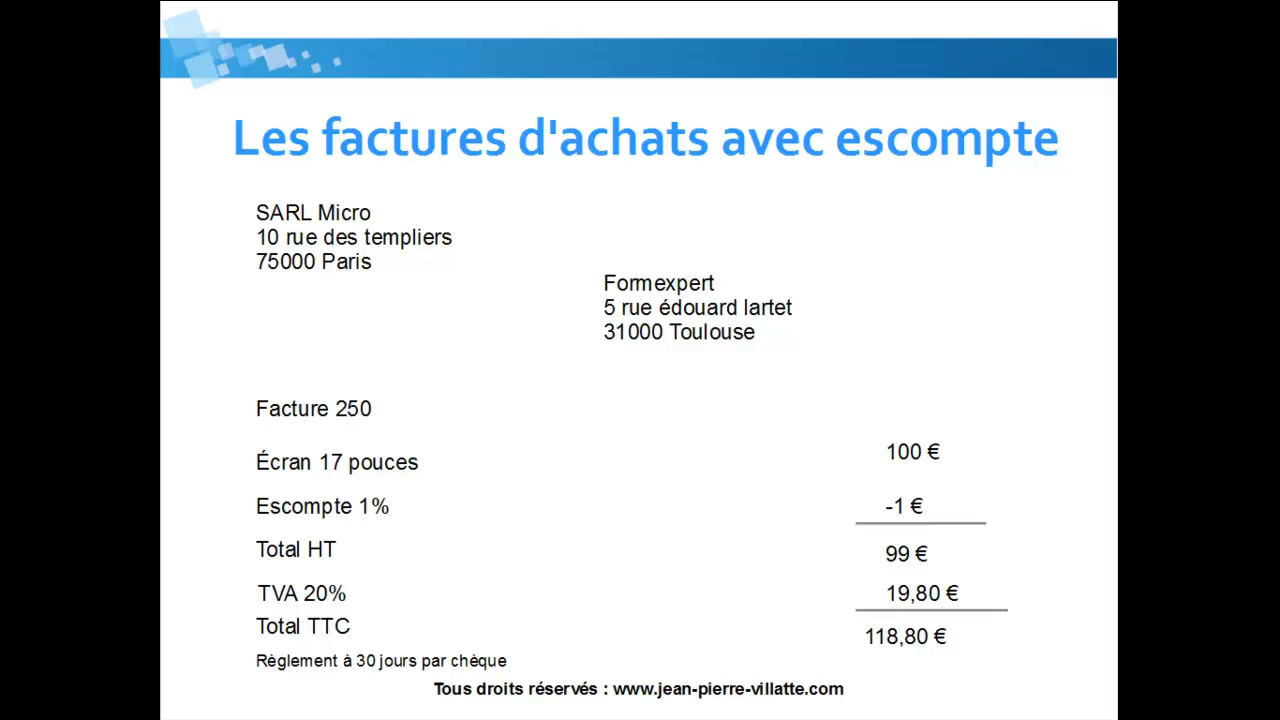 Les factures d'achats avec escompte
SARL Micro
10 rue des templiers
75000 Paris
Formexpert
5 rue édouard lartet
31000 Toulouse
Facture 250
Écran 17 pouces 100 €
Escompte 1% -1 €
Total HT 99 €
TVA 20% 19,80 €
Total TTC 118,80 €
Règlement à 30 jours par chèque
Tous droits réservés : www.jean-pierre-villatte.com